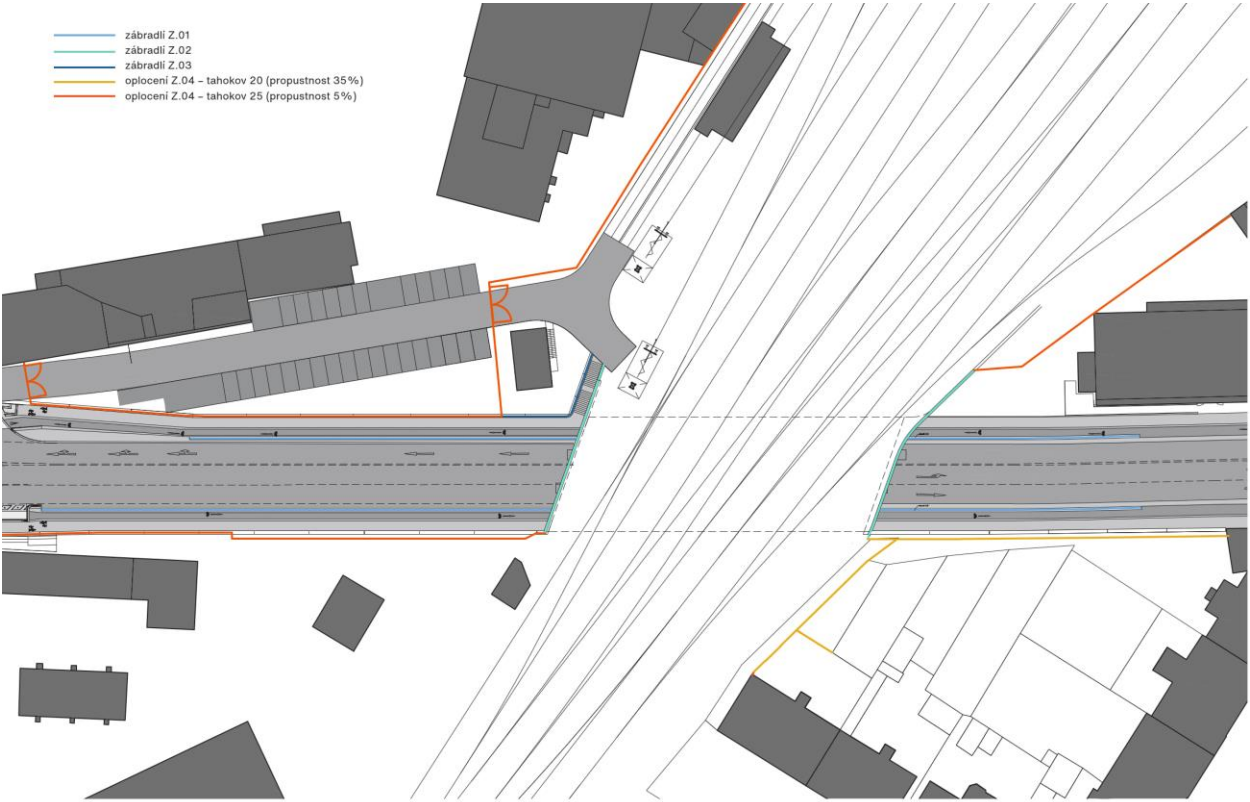 zábradlí Z.01
zábradlí Z.02
zábradlí Z.03
oplocení Z.04 – tahokov 20 (propustnost 35%)
oplocení Z.04 – tahokov 25 (propustnost 5%)